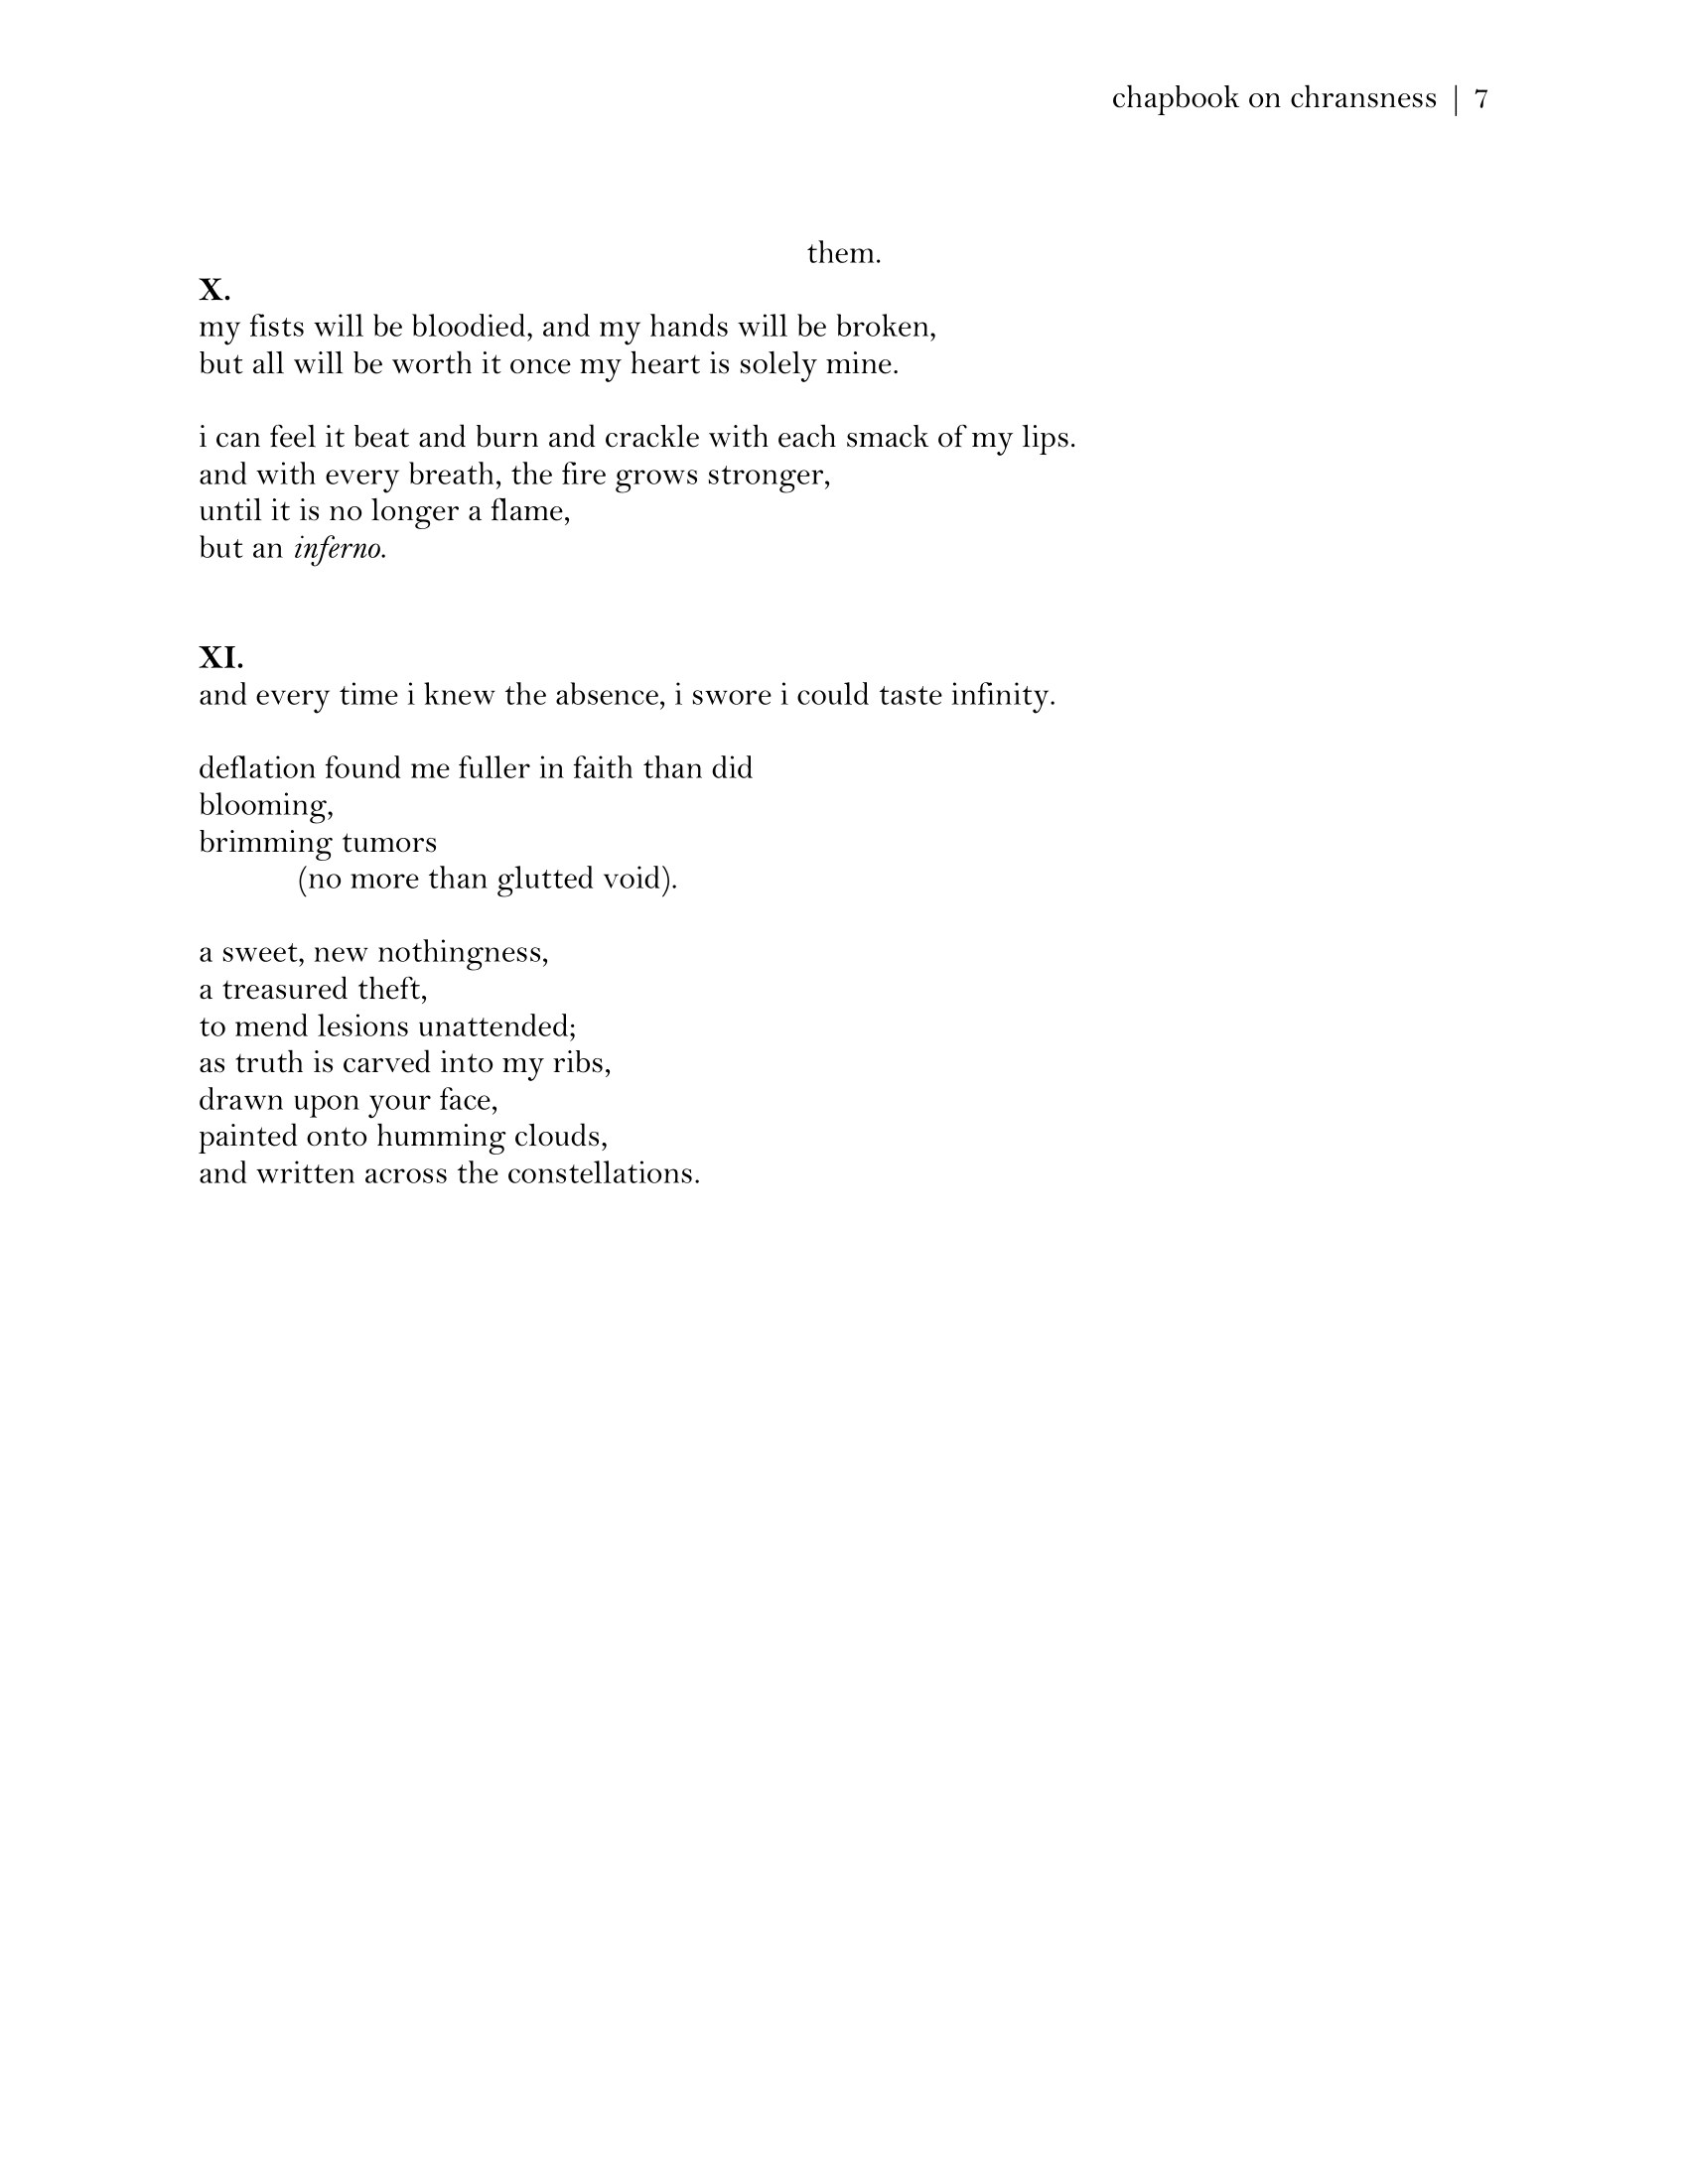 chapbook on chransness | 7
them.
X.
my fists will be bloodied, and my hands will be broken,
but all will be worth it once my heart is solely mine.
i can feel it beat and burn and crackle with each smack of my lips.
and with every breath, the fire grows stronger,
until it is no longer a flame,
but an inferno.
XI.
and every time i knew the absence, i swore i could taste infinity.
deflation found me fuller in faith than did
blooming,
brimming tumors
(no more than glutted void).
a sweet, new nothingness,
a treasured theft,
to mend lesions unattended;
as truth is carved into my ribs,
drawn upon your face,
painted onto humming clouds,
and written across the constellations.